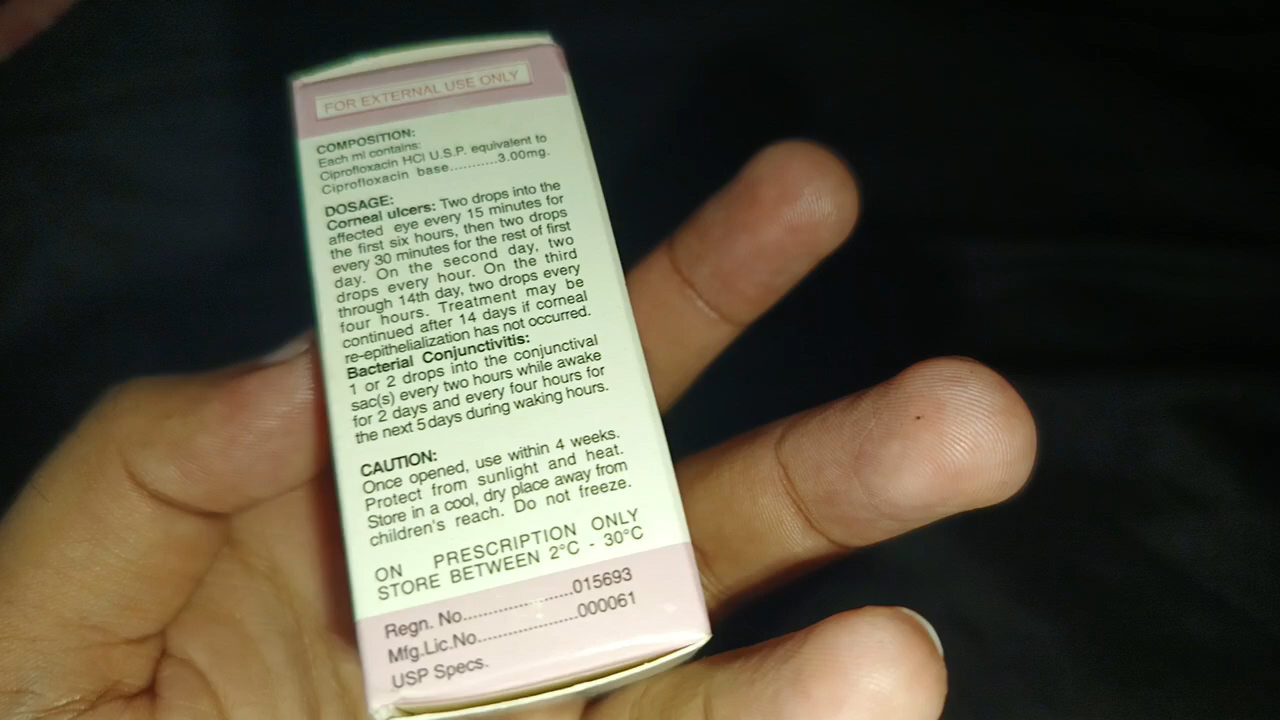 FOR EXTERNAL USE ONLY
COMPOSITION:
Each ml contains:
Ciprofloxacin HCl U.S.P. equivalent to
Ciprofloxacin base...........3.00mg.
DOSAGE:
Corneal ulcers: Two drops into the
affected eye every 15 minutes for
the first six hours, then two drops
every 30 minutes for the rest of first
day. On the second day, two
drops every hour. On the third
through 14th day, two drops every
four hours. Treatment may be
continued after 14 days if corneal
re-epithelialization has not occurred.
Bacterial Conjunctivitis:
1 or 2 drops into the conjunctival
sac(s) every two hours while awake
for 2 days and every four hours for
the next 5 days during waking hours.
CAUTION:
Once opened, use within 4 weeks.
Protect from sunlight and heat.
Store in a cool, dry place away from
children's reach. Do not freeze.
ON PRESCRIPTION ONLY
STORE BETWEEN 2°C - 30°C
Regn. No.......................015693
Mfg.Lic.No.....................000061
USP Specs.